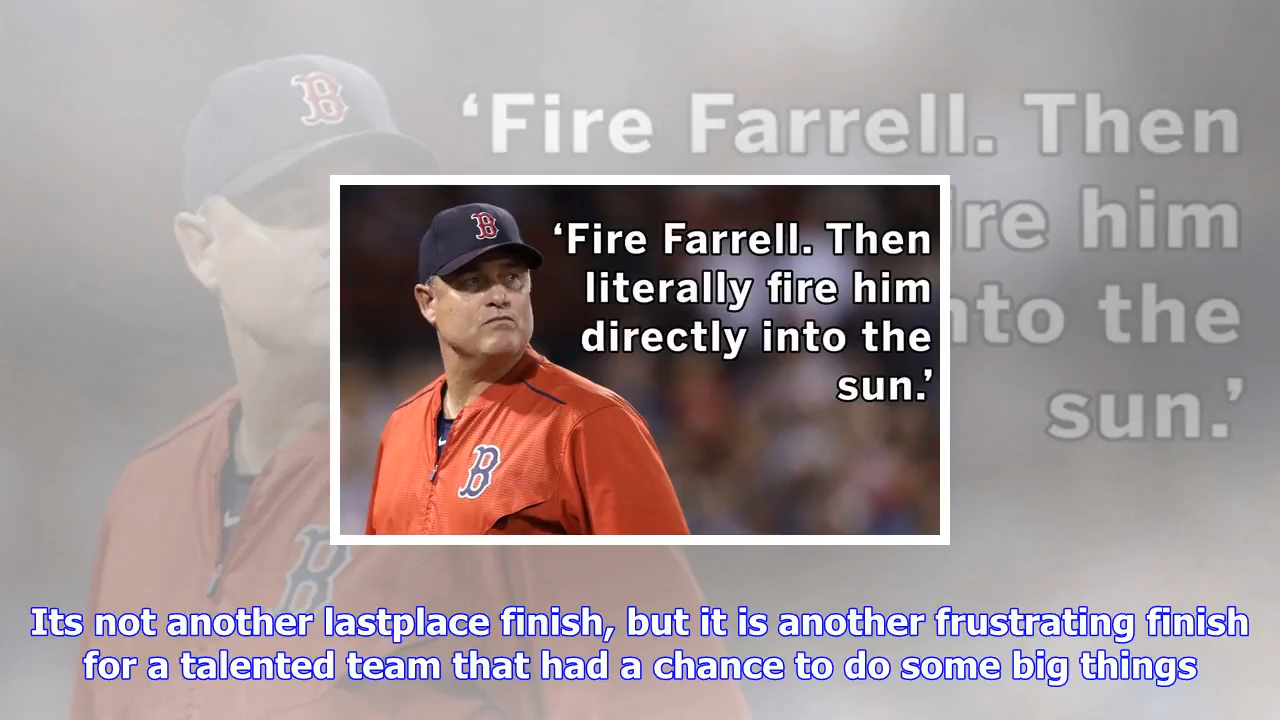 ‘Fire Farrell. Then
ire him
nto the
sun.’
B
‘Fire Farrell. Then
literally fire him
directly into the
sun.’
B
B
B
Its not another lastplace finish, but it is another frustrating finish
for a talented team that had a chance to do some big things